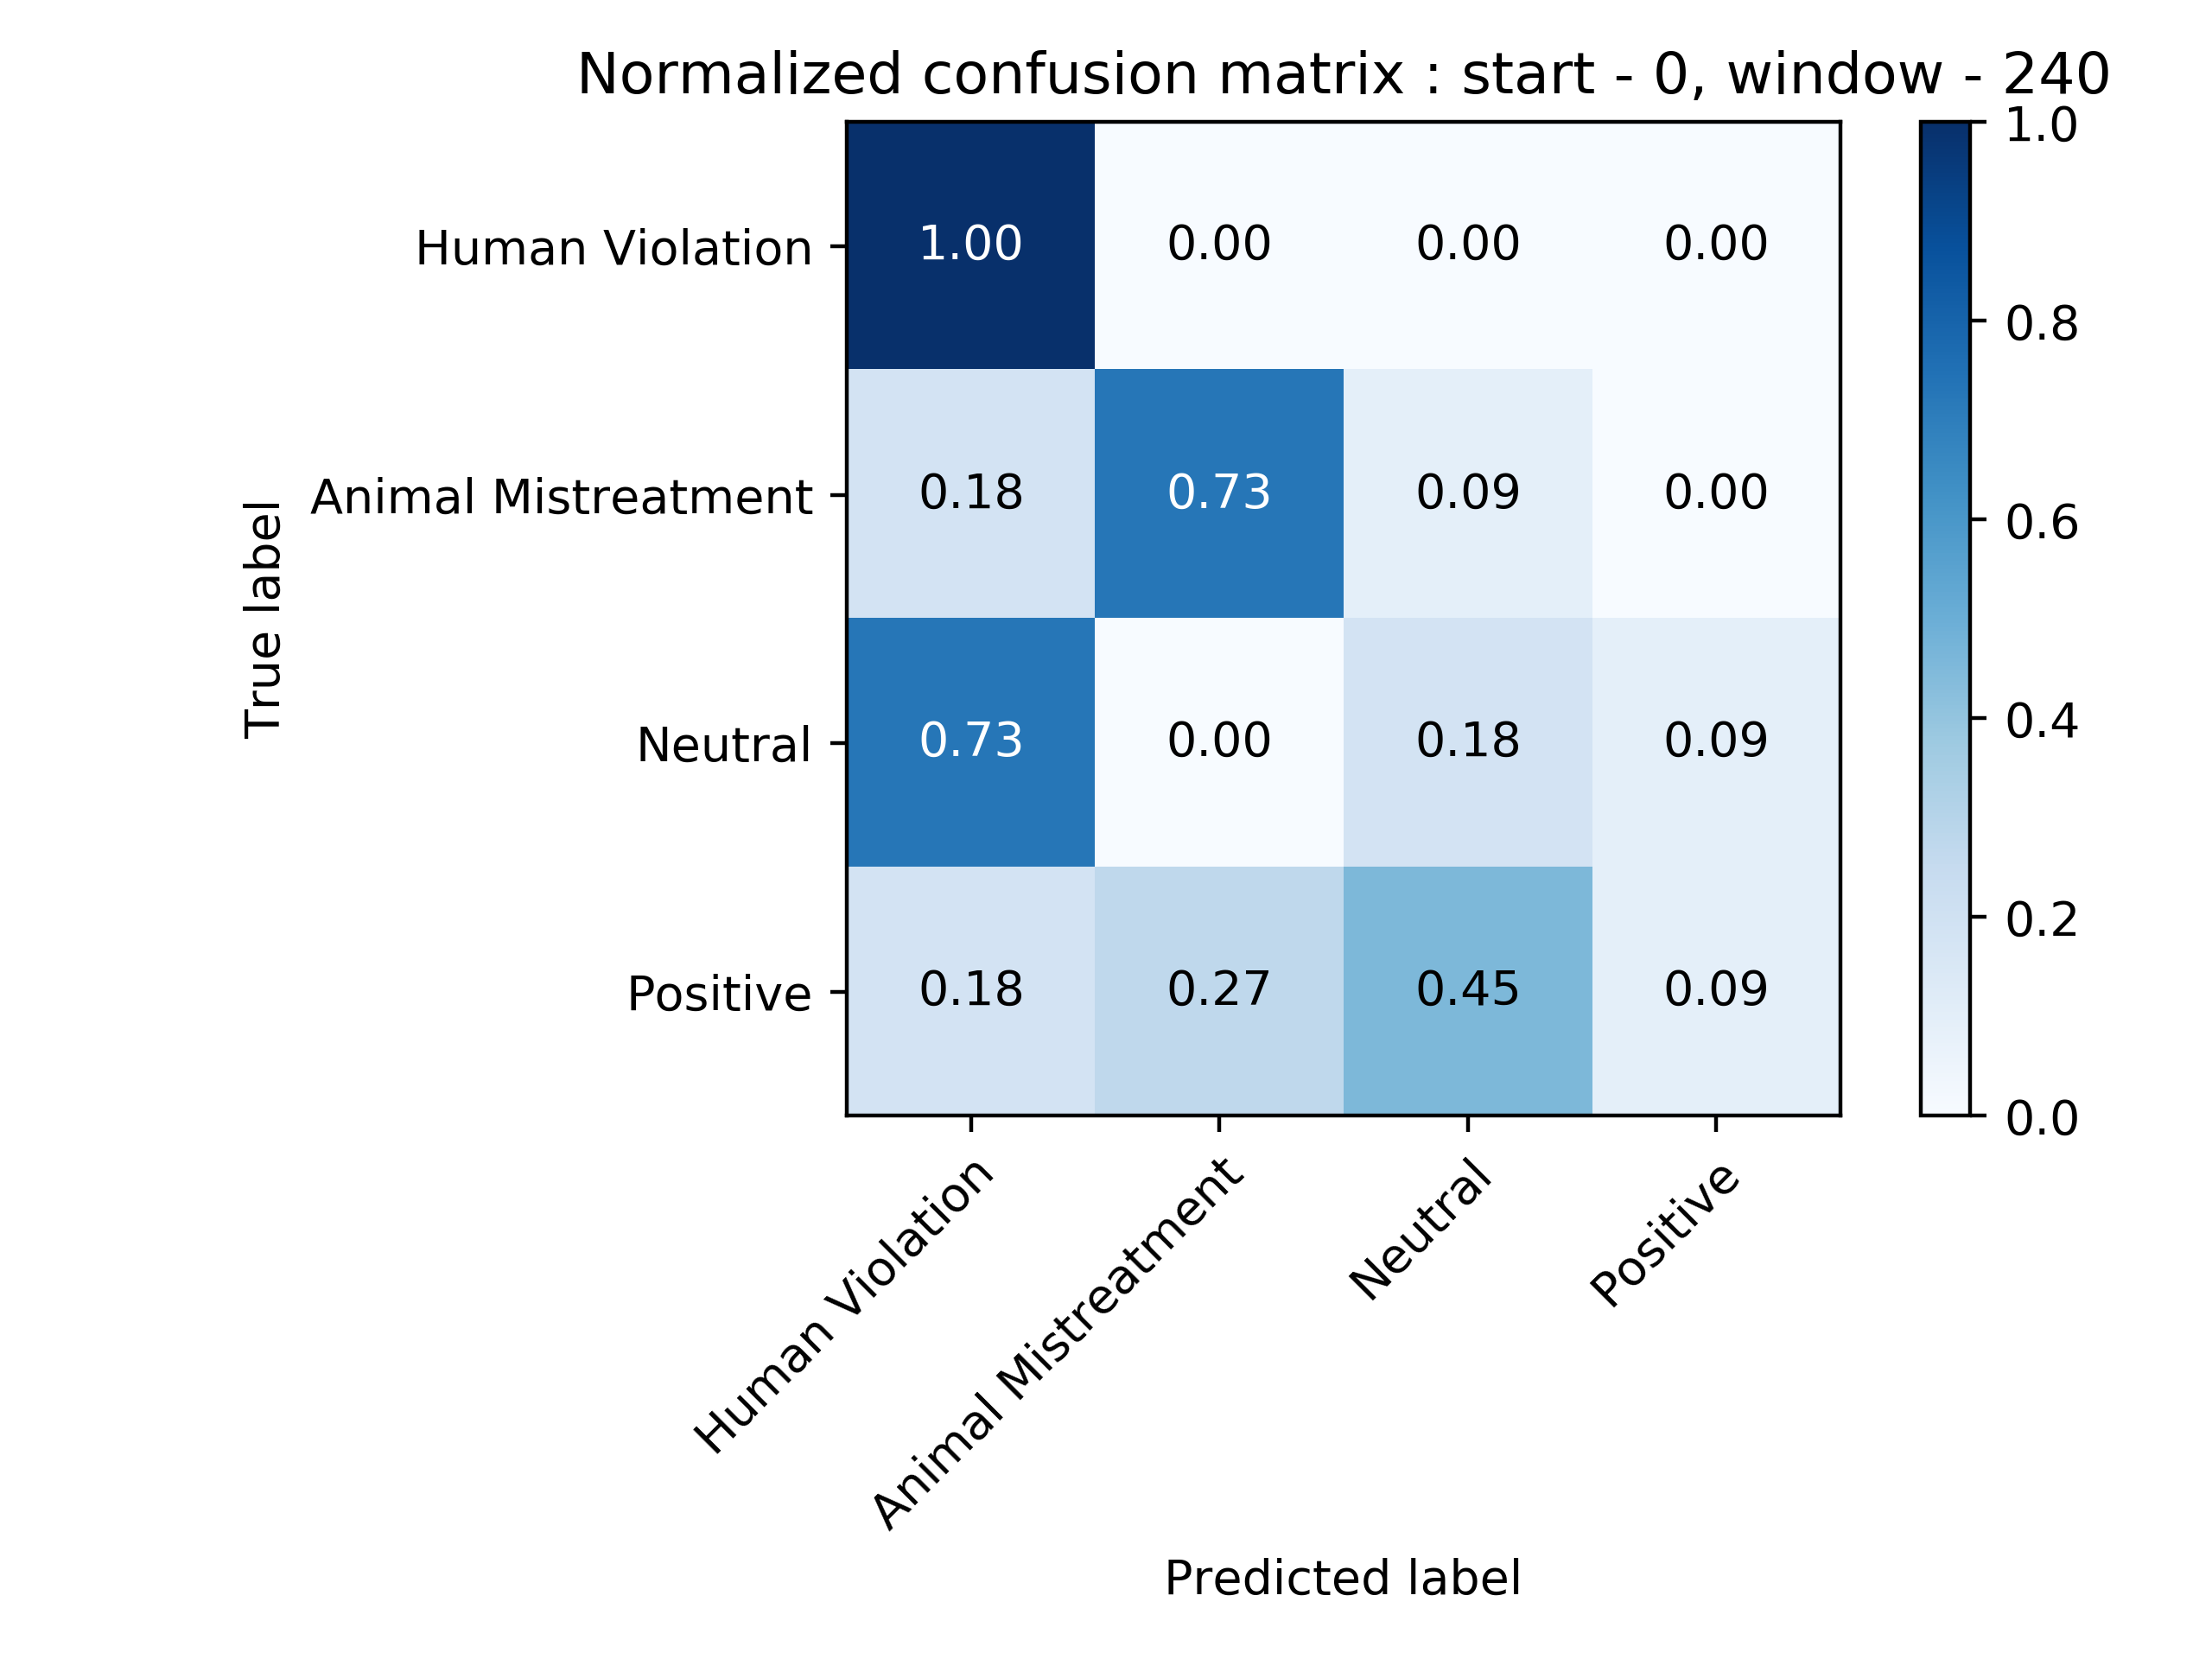 Normalized confusion matrix : start - 0, window - 240
True label
Human Violation
1.00 0.00 0.00 0.00
Animal Mistreatment
0.18 0.73 0.09 0.00
Neutral
0.73 0.00 0.18 0.09
Positive
0.18 0.27 0.45 0.09
Human Violation
Animal Mistreatment
Neutral
Positive
Predicted label
1.0
0.8
0.6
0.4
0.2
0.0